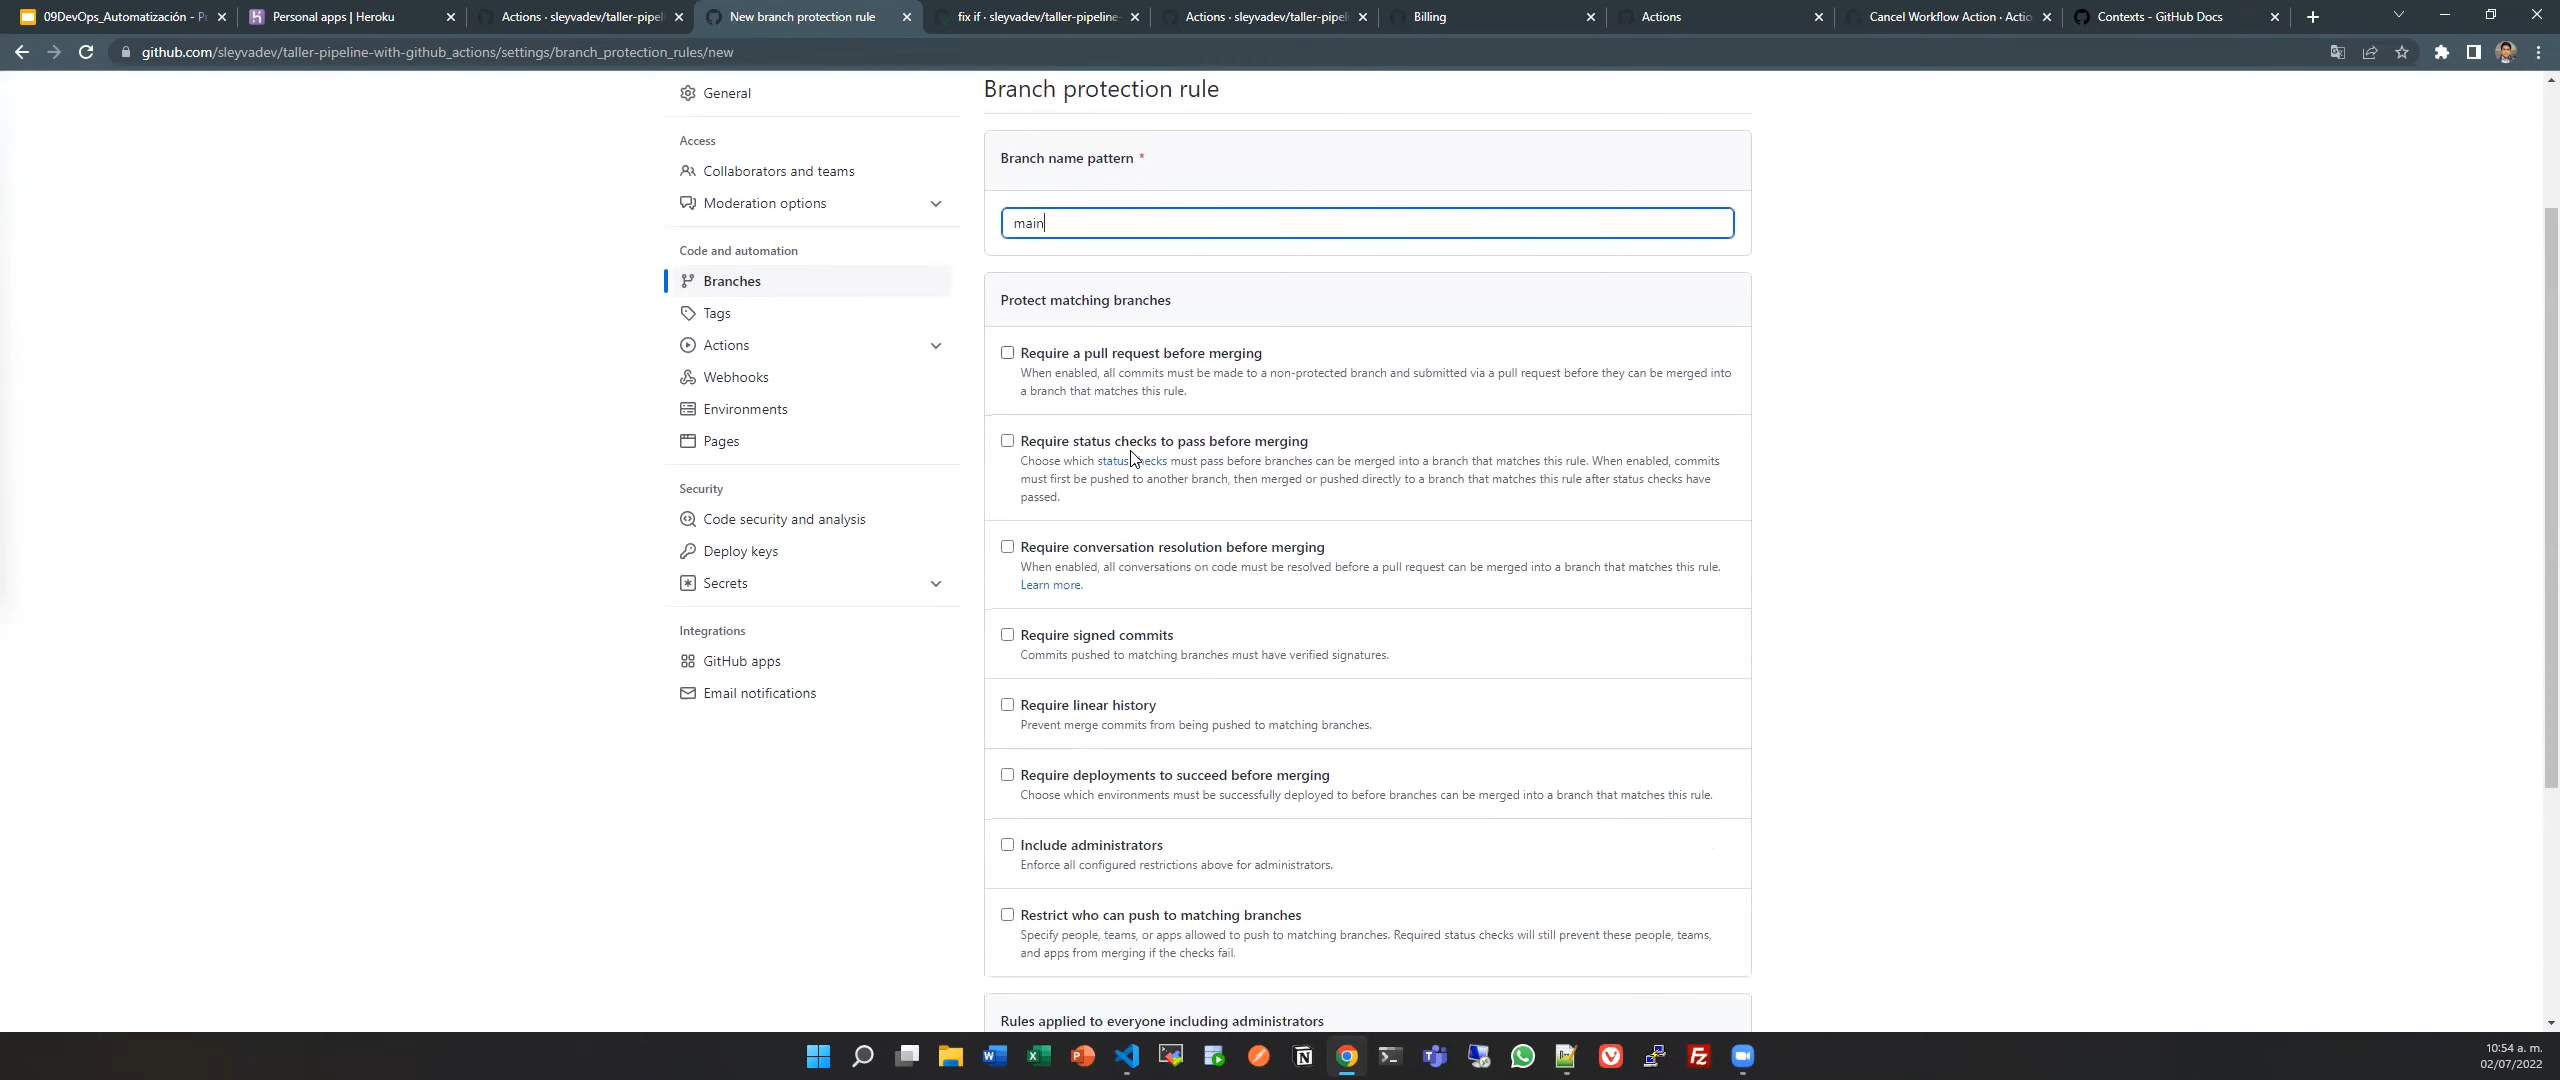 09DevOps_Automatización - Pr
Personal apps | Heroku
Actions · sleyvadev/taller-pipel
New branch protection rule
fix if · sleyvadev/taller-pipeline-
Actions · sleyvadev/taller-pipel
Billing
Actions
Cancel Workflow Action · Actio
Contexts - GitHub Docs
github.com/sleyvadev/taller-pipeline-with-github_actions/settings/branch_protection_rules/new
General
Access
Collaborators and teams
Moderation options
Code and automation
Branches
Tags
Actions
Webhooks
Environments
Pages
Security
Code security and analysis
Deploy keys
Secrets
Integrations
GitHub apps
Email notifications
Branch protection rule
Branch name pattern *
main
Protect matching branches
Require a pull request before merging
When enabled, all commits must be made to a non-protected branch and submitted via a pull request before they can be merged into
a branch that matches this rule.
Require status checks to pass before merging
Choose which status checks must pass before branches can be merged into a branch that matches this rule. When enabled, commits
must first be pushed to another branch, then merged or pushed directly to a branch that matches this rule after status checks have
passed.
Require conversation resolution before merging
When enabled, all conversations on code must be resolved before a pull request can be merged into a branch that matches this rule.
Learn more.
Require signed commits
Commits pushed to matching branches must have verified signatures.
Require linear history
Prevent merge commits from being pushed to matching branches.
Require deployments to succeed before merging
Choose which environments must be successfully deployed to before branches can be merged into a branch that matches this rule.
Include administrators
Enforce all configured restrictions above for administrators.
Restrict who can push to matching branches
Specify people, teams, or apps allowed to push to matching branches. Required status checks will still prevent these people, teams,
and apps from merging if the checks fail.
Rules applied to everyone including administrators
10:54 a. m.
02/07/2022